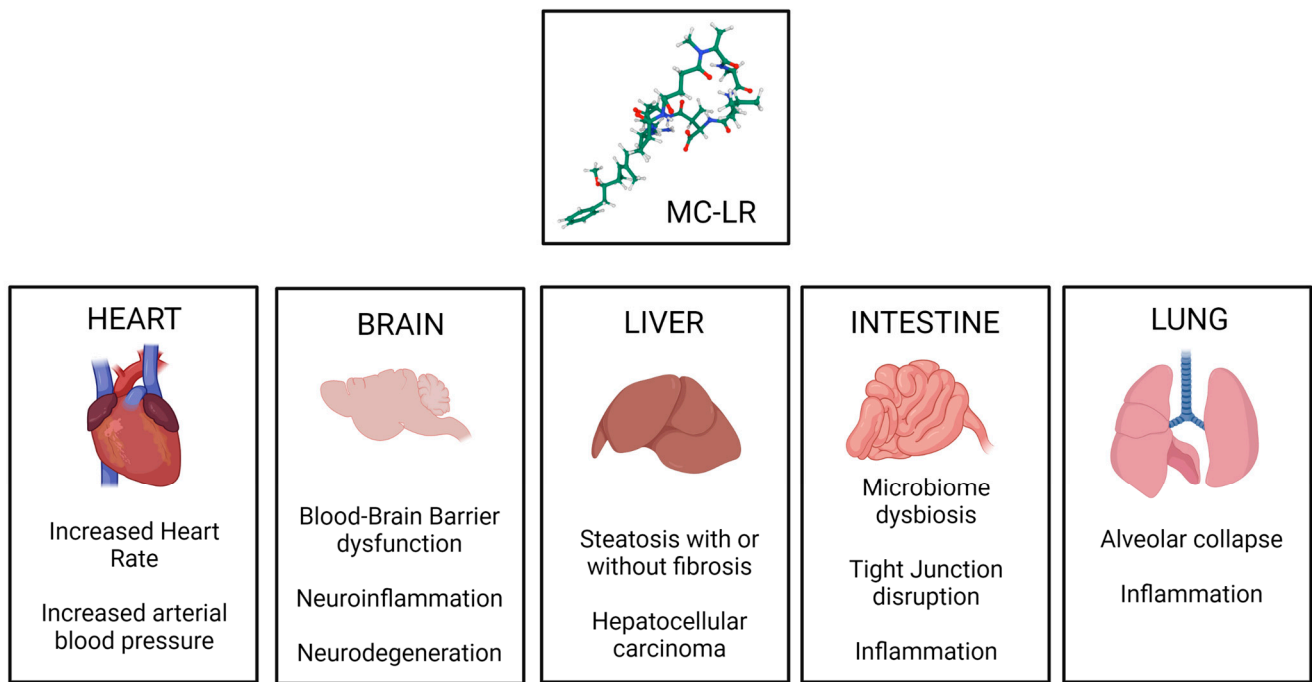 MC-LR
HEART
Increased Heart
Rate
Increased arterial
blood pressure
BRAIN
Blood-Brain Barrier
dysfunction
Neuroinflammation
Neurodegeneration
LIVER
Steatosis with or
without fibrosis
Hepatocellular
carcinoma
INTESTINE
Microbiome
dysbiosis
Tight Junction
disruption
Inflammation
LUNG
Alveolar collapse
Inflammation